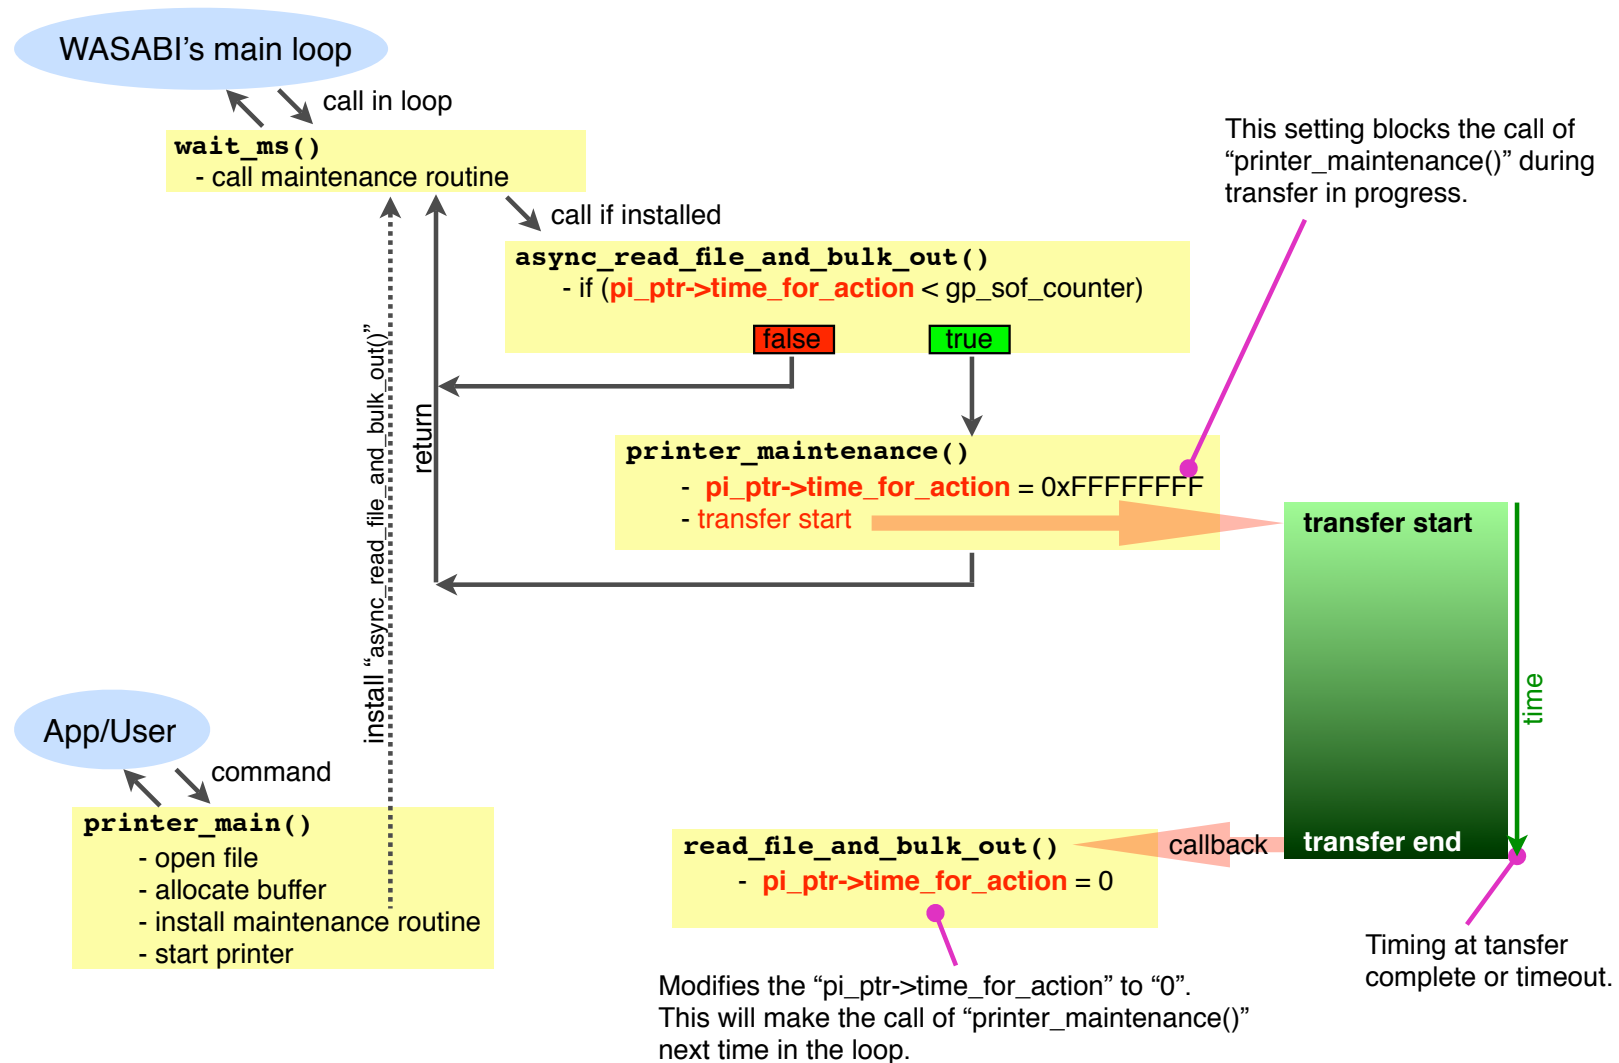 WASABI's main loop
call in loop
wait_ms()
- call maintenance routine
This setting blocks the call of
“printer_maintenance()” during
transfer in progress.
call if installed
async_read_file_and_bulk_out()
- if (pi_ptr->time_for_action < gp_sof_counter)
false
true
install “async_read_file_and_bulk_out()”
return
printer_maintenance()
- pi_ptr->time_for_action = 0xFFFFFFFF
- transfer start
transfer start
time
App/User
command
printer_main()
- open file
- allocate buffer
- install maintenance routine
- start printer
read_file_and_bulk_out()
- pi_ptr->time_for_action = 0
callback
transfer end
Timing at tansfer
complete or timeout.
Modifies the “pi_ptr->time_for_action” to “0”.
This will make the call of “printer_maintenance()”
next time in the loop.